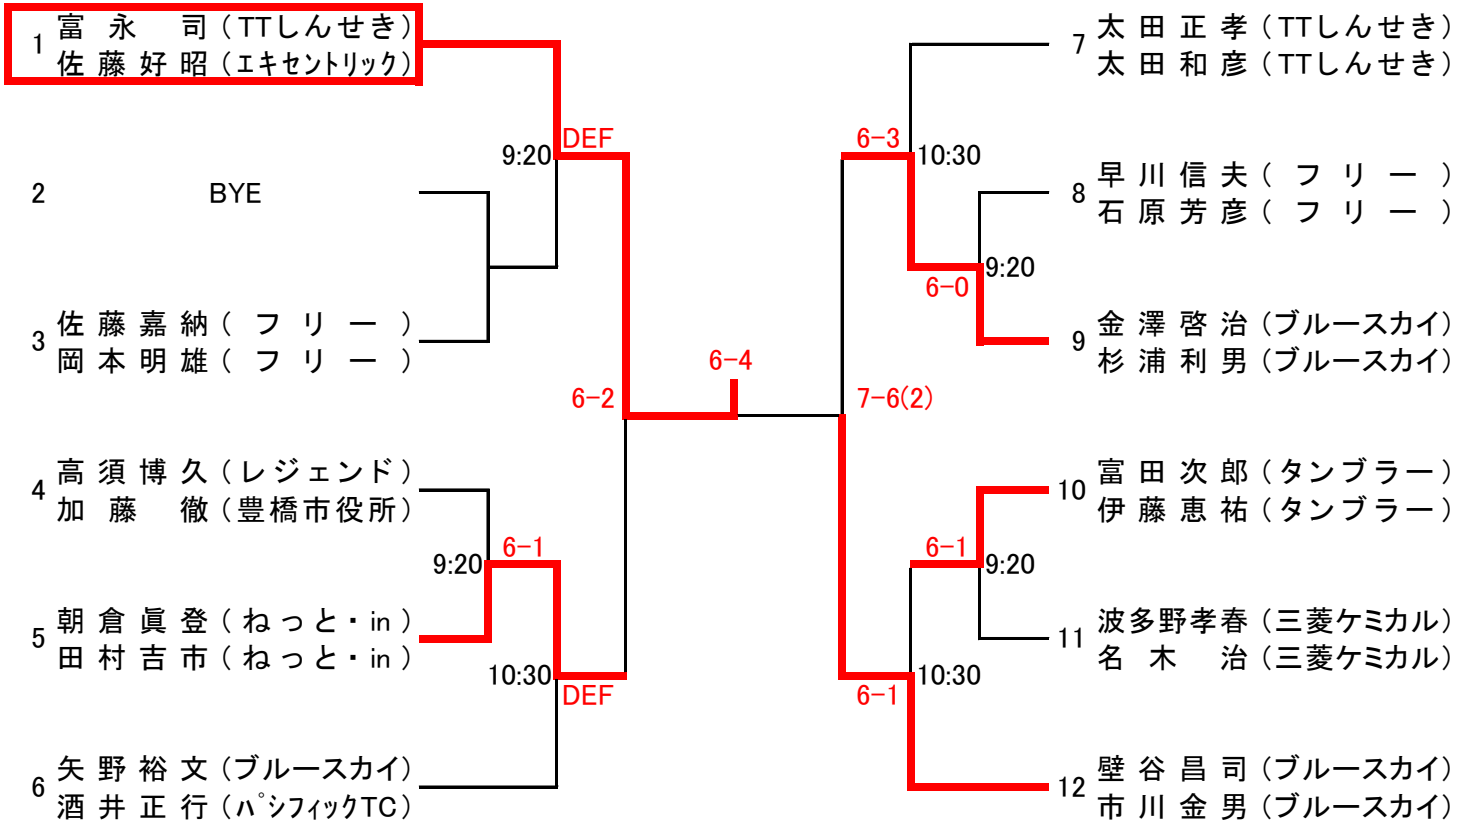 1
富永　司（TTしんせき）
佐藤好昭（エキセントリック）
2
BYE
3
佐藤嘉納（フリー）
岡本明雄（フリー）
4
高須博久（レジェンド）
加藤　徹（豊橋市役所）
5
朝倉眞登（ねっと・in）
田村吉市（ねっと・in）
6
矢野裕文（ブルースカイ）
酒井正行（パシフィックTC）
9:20
DEF
6-2
9:20
6-1
10:30
DEF
6-4
6-3
10:30
9:20
6-0
7-6(2)
6-1
9:20
10:30
6-1
7
太田正孝（TTしんせき）
太田和彦（TTしんせき）
8
早川信夫（フリー）
石原芳彦（フリー）
9
金澤啓治（ブルースカイ）
杉浦利男（ブルースカイ）
10
富田次郎（タンブラー）
伊藤恵祐（タンブラー）
11
波多野孝春（三菱ケミカル）
名木　治（三菱ケミカル）
12
壁谷昌司（ブルースカイ）
市川金男（ブルースカイ）